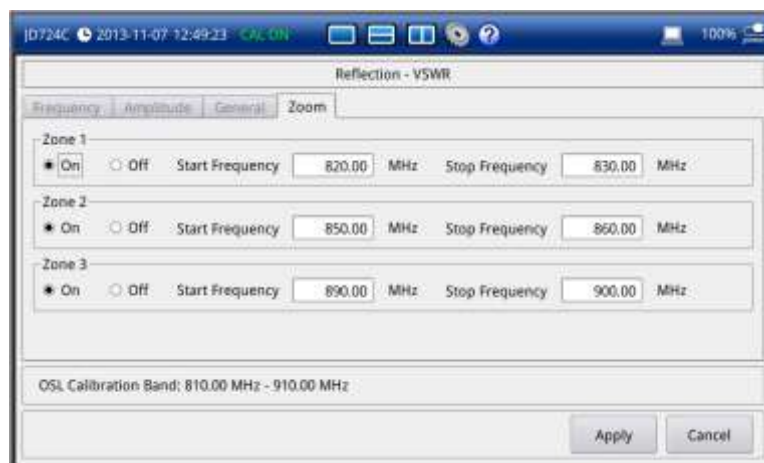 JD724C 2013-11-07 12:49:23 CAL ON 100%
Reflection - VSWR
Frequency Amplitude General Zoom
Zone 1
On Off Start Frequency 820.00 MHz Stop Frequency 830.00 MHz
Zone 2
On Off Start Frequency 850.00 MHz Stop Frequency 860.00 MHz
Zone 3
On Off Start Frequency 890.00 MHz Stop Frequency 900.00 MHz
OSL Calibration Band: 810.00 MHz - 910.00 MHz
Apply Cancel